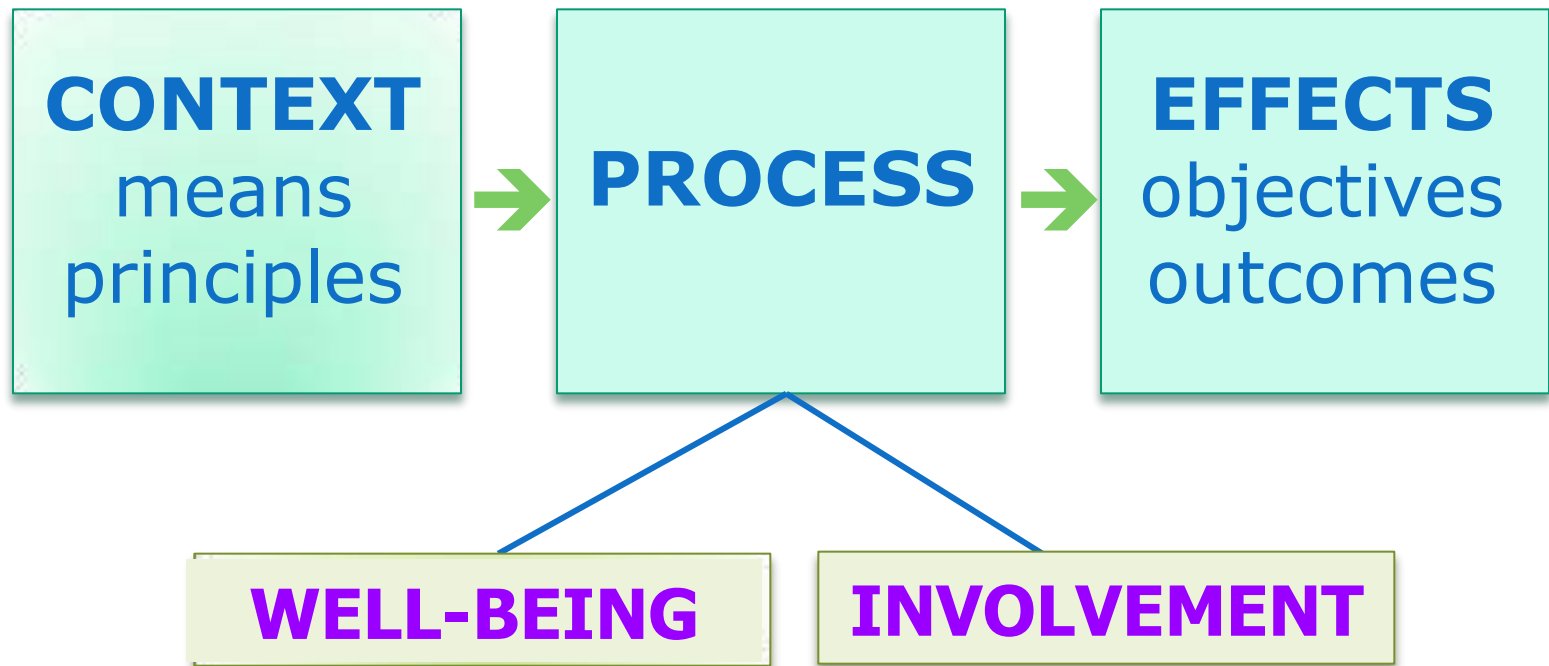 CONTEXT
means
principles
PROCESS
EFFECTS
objectives
outcomes
WELL-BEING
INVOLVEMENT